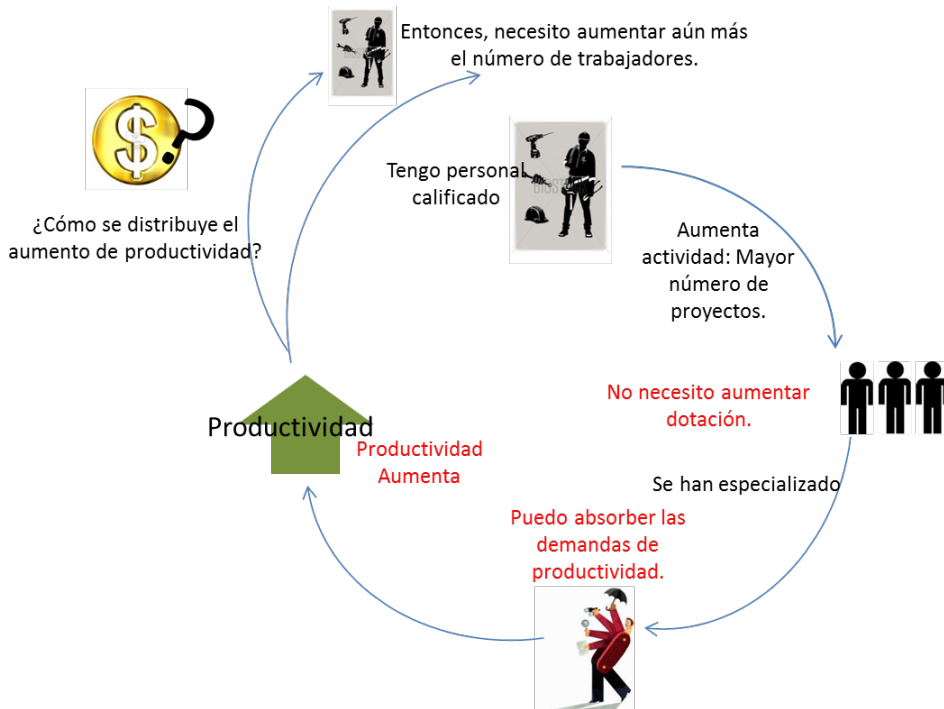 Entonces, necesito aumentar aún más
el número de trabajadores.
Tengo personal
calificado
¿Cómo se distribuye el
aumento de productividad?
Aumenta
actividad: Mayor
número de
proyectos.
No necesito aumentar
dotación.
Productividad
Productividad
Aumenta
Se han especializado
Puedo absorber las
demandas de
productividad.